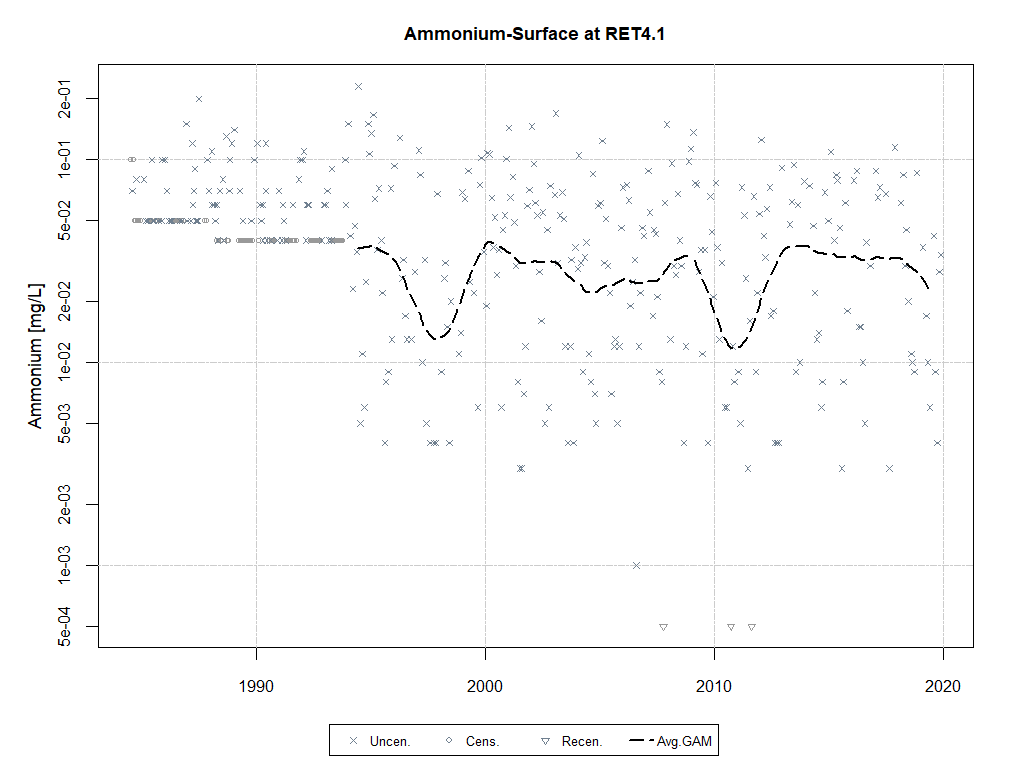 Ammonium-Surface at RET4.1
Ammonium [mg/L]
2e-01
1e-01
5e-02
2e-02
1e-02
5e-03
2e-03
1e-03
5e-04
1990 2000 2010 2020
Uncen. Cens. Recen. Avg.GAM